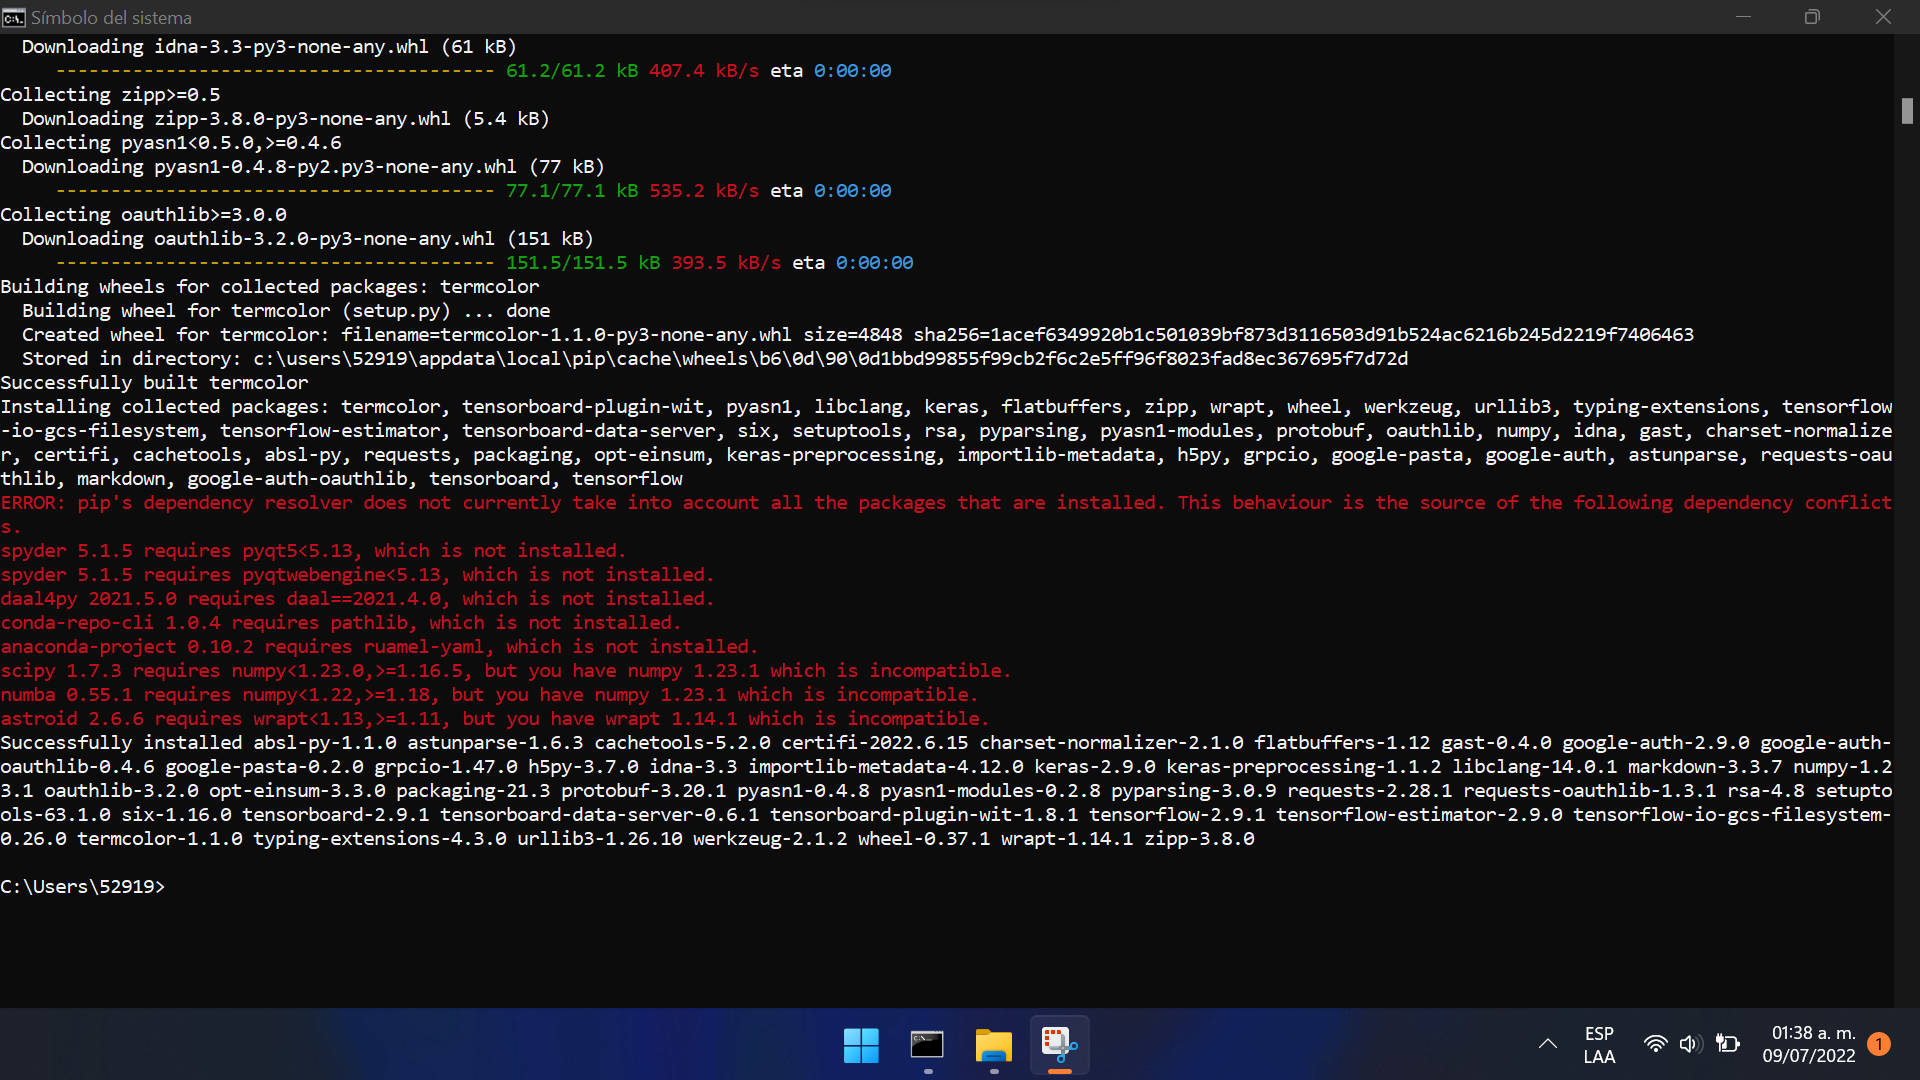 Símbolo del sistema
  Downloading idna-3.3-py3-none-any.whl (61 kB)
     ---------------------------------------- 61.2/61.2 kB 407.4 kB/s eta 0:00:00
Collecting zipp>=0.5
  Downloading zipp-3.8.0-py3-none-any.whl (5.4 kB)
Collecting pyasn1<0.5.0,>=0.4.6
  Downloading pyasn1-0.4.8-py2.py3-none-any.whl (77 kB)
     ---------------------------------------- 77.1/77.1 kB 535.2 kB/s eta 0:00:00
Collecting oauthlib>=3.0.0
  Downloading oauthlib-3.2.0-py3-none-any.whl (151 kB)
     ---------------------------------------- 151.5/151.5 kB 393.5 kB/s eta 0:00:00
Building wheels for collected packages: termcolor
  Building wheel for termcolor (setup.py) ... done
  Created wheel for termcolor: filename=termcolor-1.1.0-py3-none-any.whl size=4848 sha256=1acef6349920b1c501039bf873d3116503d91b524ac6216b245d2219f7406463
  Stored in directory: c:\users\52919\appdata\local\pip\cache\wheels\b6\0d\90\0d1bbd99855f99cb2f6c2e5ff96f8023fad8ec367695f7d72d
Successfully built termcolor
Installing collected packages: termcolor, tensorboard-plugin-wit, pyasn1, libclang, keras, flatbuffers, zipp, wrapt, wheel, werkzeug, urllib3, typing-extensions, tensorflow
-io-gcs-filesystem, tensorflow-estimator, tensorboard-data-server, six, setuptools, rsa, pyparsing, pyasn1-modules, protobuf, oauthlib, numpy, idna, gast, charset-normalize
r, certifi, cachetools, absl-py, requests, packaging, opt-einsum, keras-preprocessing, importlib-metadata, h5py, grpcio, google-pasta, google-auth, astunparse, requests-oau
thlib, markdown, google-auth-oauthlib, tensorboard, tensorflow
ERROR: pip's dependency resolver does not currently take into account all the packages that are installed. This behaviour is the source of the following dependency conflict
s.
spyder 5.1.5 requires pyqt5<5.13, which is not installed.
spyder 5.1.5 requires pyqtwebengine<5.13, which is not installed.
daal4py 2021.5.0 requires daal==2021.4.0, which is not installed.
conda-repo-cli 1.0.4 requires pathlib, which is not installed.
anaconda-project 0.10.2 requires ruamel-yaml, which is not installed.
scipy 1.7.3 requires numpy<1.23.0,>=1.16.5, but you have numpy 1.23.1 which is incompatible.
numba 0.55.1 requires numpy<1.22,>=1.18, but you have numpy 1.23.1 which is incompatible.
astroid 2.6.6 requires wrapt<1.13,>=1.11, but you have wrapt 1.14.1 which is incompatible.
Successfully installed absl-py-1.1.0 astunparse-1.6.3 cachetools-5.2.0 certifi-2022.6.15 charset-normalizer-2.1.0 flatbuffers-1.12 gast-0.4.0 google-auth-2.9.0 google-auth-
oauthlib-0.4.6 google-pasta-0.2.0 grpcio-1.47.0 h5py-3.7.0 idna-3.3 importlib-metadata-4.12.0 keras-2.9.0 keras-preprocessing-1.1.2 libclang-14.0.1 markdown-3.3.7 numpy-1.2
3.1 oauthlib-3.2.0 opt-einsum-3.3.0 packaging-21.3 protobuf-3.20.1 pyasn1-0.4.8 pyasn1-modules-0.2.8 pyparsing-3.0.9 requests-2.28.1 requests-oauthlib-1.3.1 rsa-4.8 setupto
ols-63.1.0 six-1.16.0 tensorboard-2.9.1 tensorboard-data-server-0.6.1 tensorboard-plugin-wit-1.8.1 tensorflow-2.9.1 tensorflow-estimator-2.9.0 tensorflow-io-gcs-filesystem-
0.26.0 termcolor-1.1.0 typing-extensions-4.3.0 urllib3-1.26.10 werkzeug-2.1.2 wheel-0.37.1 wrapt-1.14.1 zipp-3.8.0
C:\Users\52919>
ESP
LAA
01:38 a. m.
09/07/2022
1